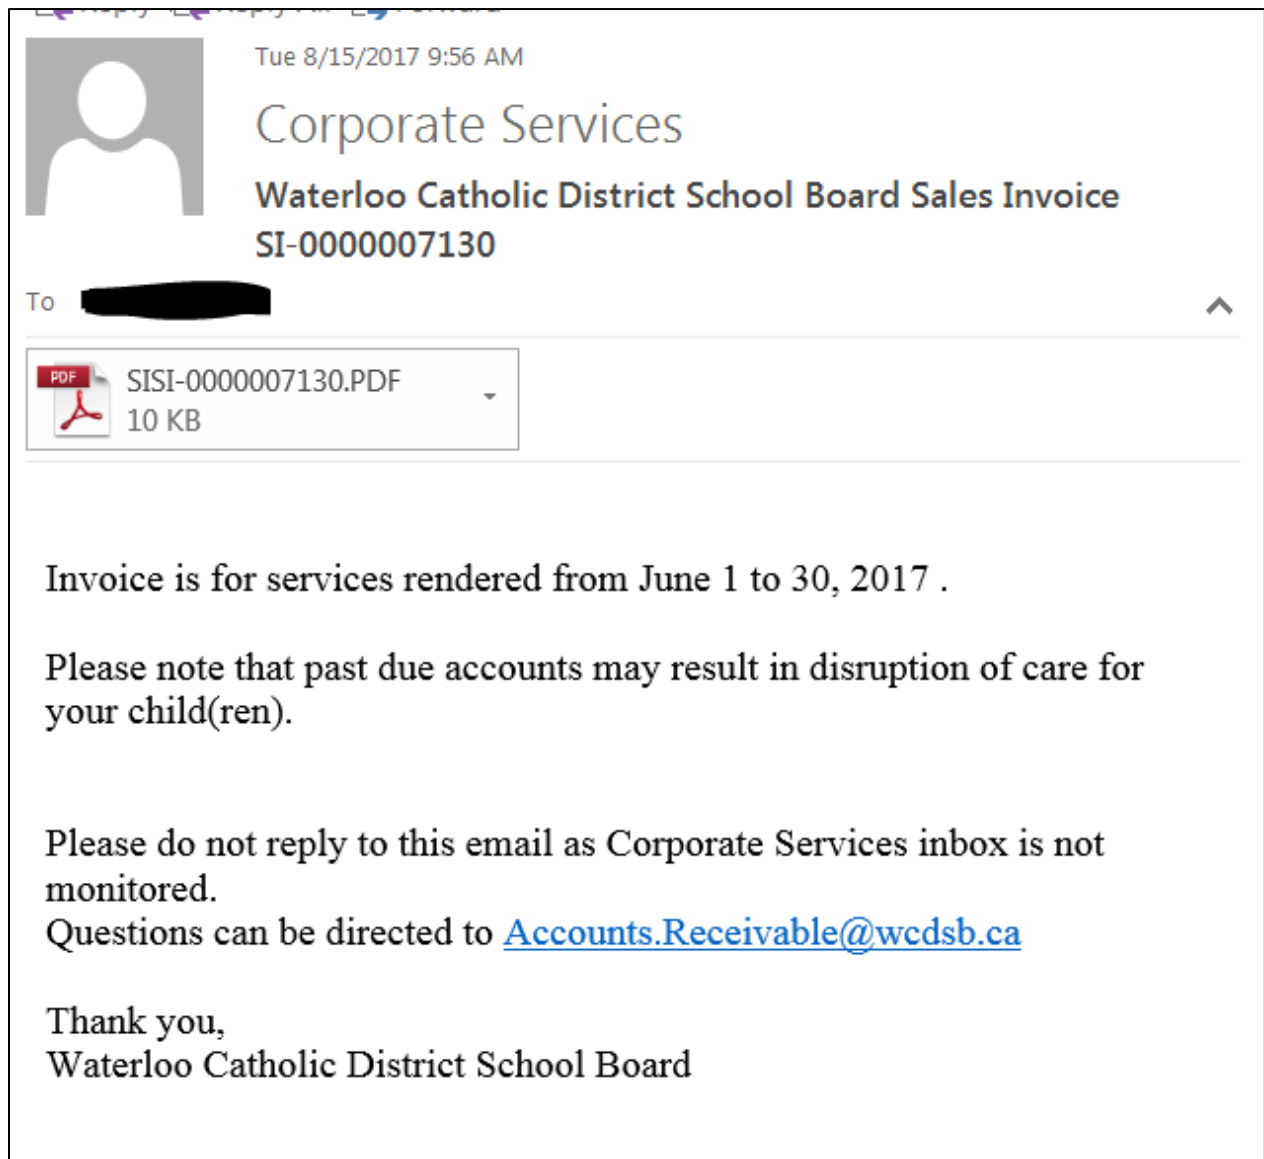 Tue 8/15/2017 9:56 AM
Corporate Services
Waterloo Catholic District School Board Sales Invoice
SI-0000007130
To
PDF SISI-0000007130.PDF
10 KB
Invoice is for services rendered from June 1 to 30, 2017 .
Please note that past due accounts may result in disruption of care for
your child(ren).
Please do not reply to this email as Corporate Services inbox is not
monitored.
Questions can be directed to Accounts.Receivable@wcdsb.ca
Thank you,
Waterloo Catholic District School Board